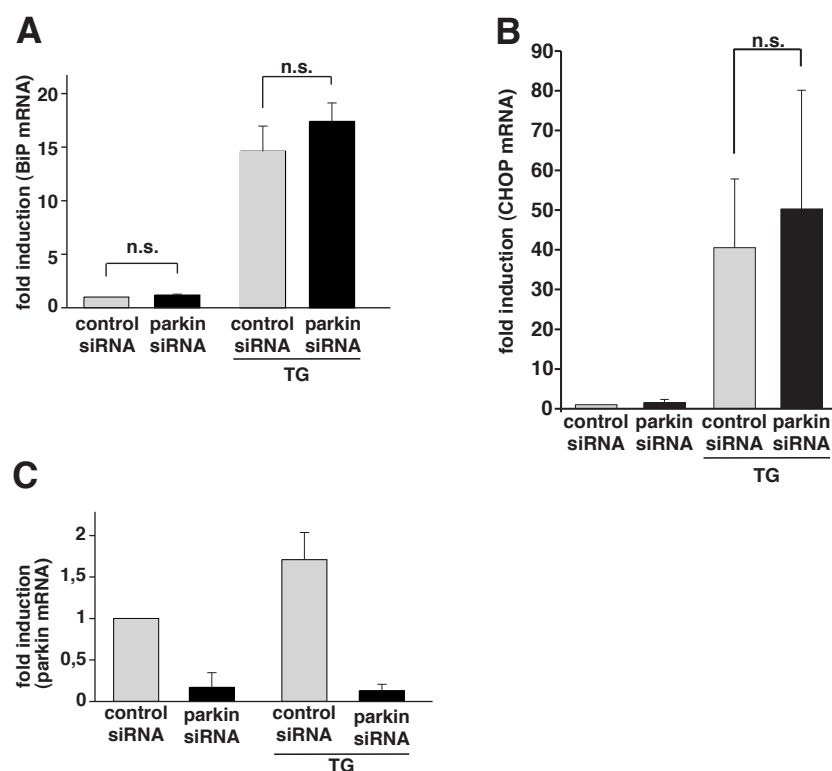 A
fold induction (BiP mRNA)
20
15
10
5
0
n.s.
n.s.
control siRNA
parkin siRNA
control siRNA
parkin siRNA
TG
B
fold induction (CHOP mRNA)
90
80
70
60
50
40
30
20
10
0
n.s.
control siRNA
parkin siRNA
control siRNA
parkin siRNA
TG
C
fold induction
(parkin mRNA)
2
1,5
1
0,5
0
control siRNA
parkin siRNA
control siRNA
parkin siRNA
TG